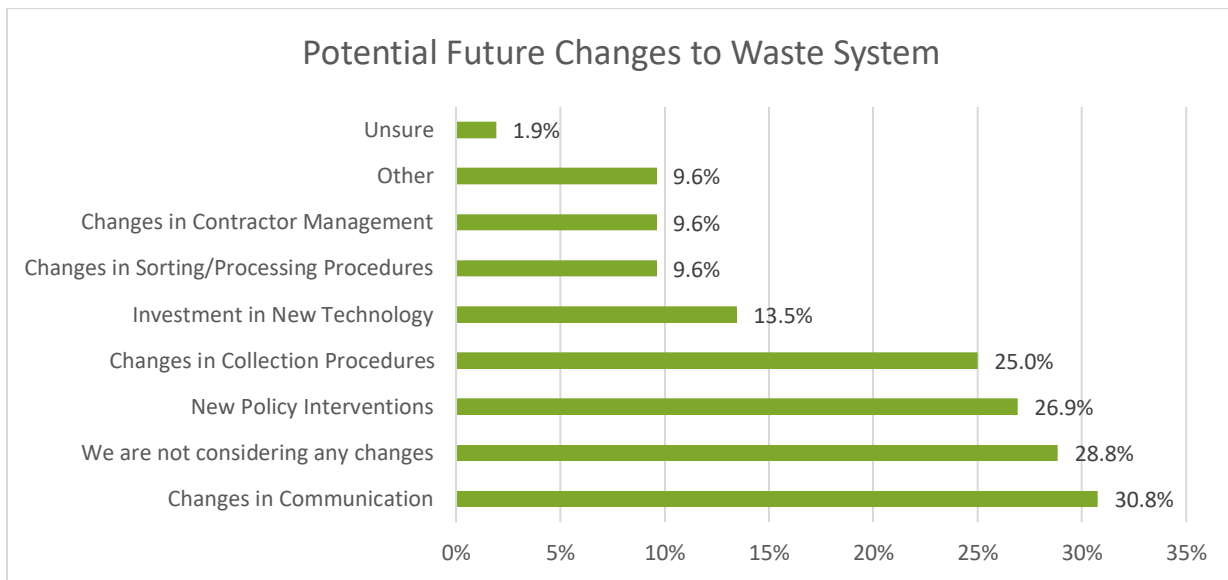 Potential Future Changes to Waste System
Unsure 1.9%
Other 9.6%
Changes in Contractor Management 9.6%
Changes in Sorting/Processing Procedures 9.6%
Investment in New Technology 13.5%
Changes in Collection Procedures 25.0%
New Policy Interventions 26.9%
We are not considering any changes 28.8%
Changes in Communication 30.8%
0% 5% 10% 15% 20% 25% 30% 35%